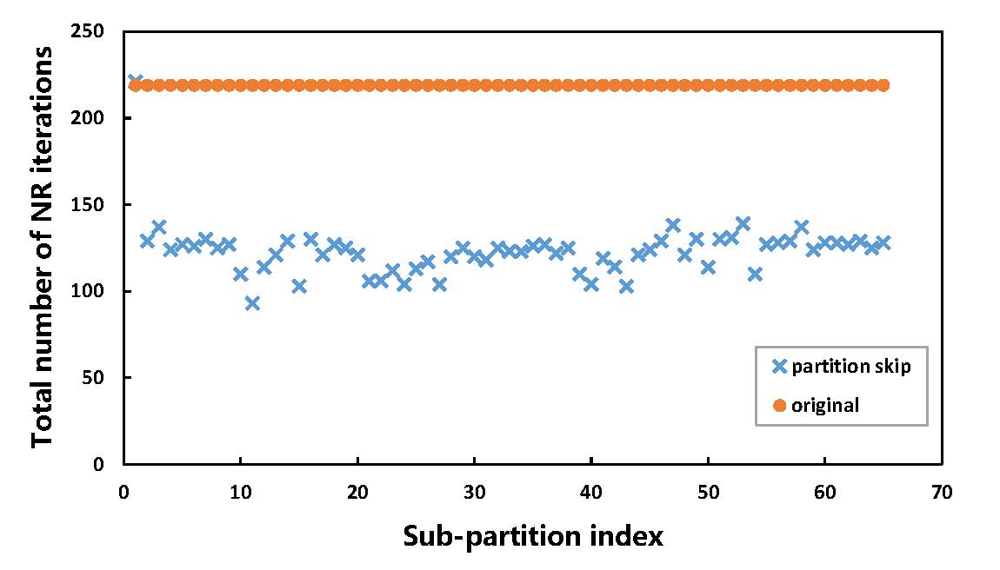 250
200
150
100
50
0
0 10 20 30 40 50 60 70
Total number of NR iterations
Sub-partition index
partition skip
original